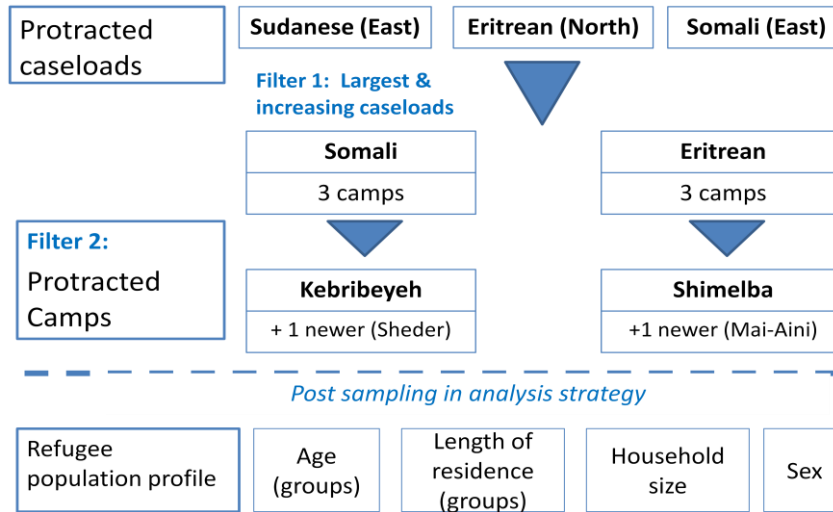 Protracted
caseloads
Sudanese (East)
Eritrean (North)
Somali (East)
Filter 1:  Largest &
increasing caseloads
Somali
3 camps
Eritrean
3 camps
Filter 2:
Protracted
Camps
Kebribeyeh
+ 1 newer (Sheder)
Shimelba
+1 newer (Mai-Aini)
Post sampling in analysis strategy
Refugee
population profile
Age
(groups)
Length of
residence
(groups)
Household
size
Sex